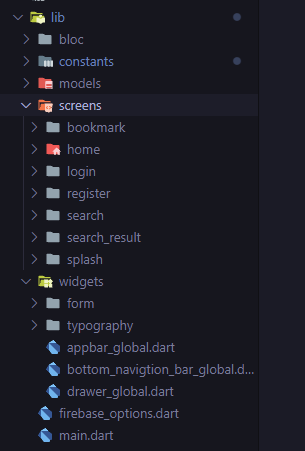 lib
bloc
constants
models
screens
bookmark
home
login
register
search
search_result
splash
widgets
form
typography
appbar_global.dart
bottom_navigtion_bar_global.d...
drawer_global.dart
firebase_options.dart
main.dart